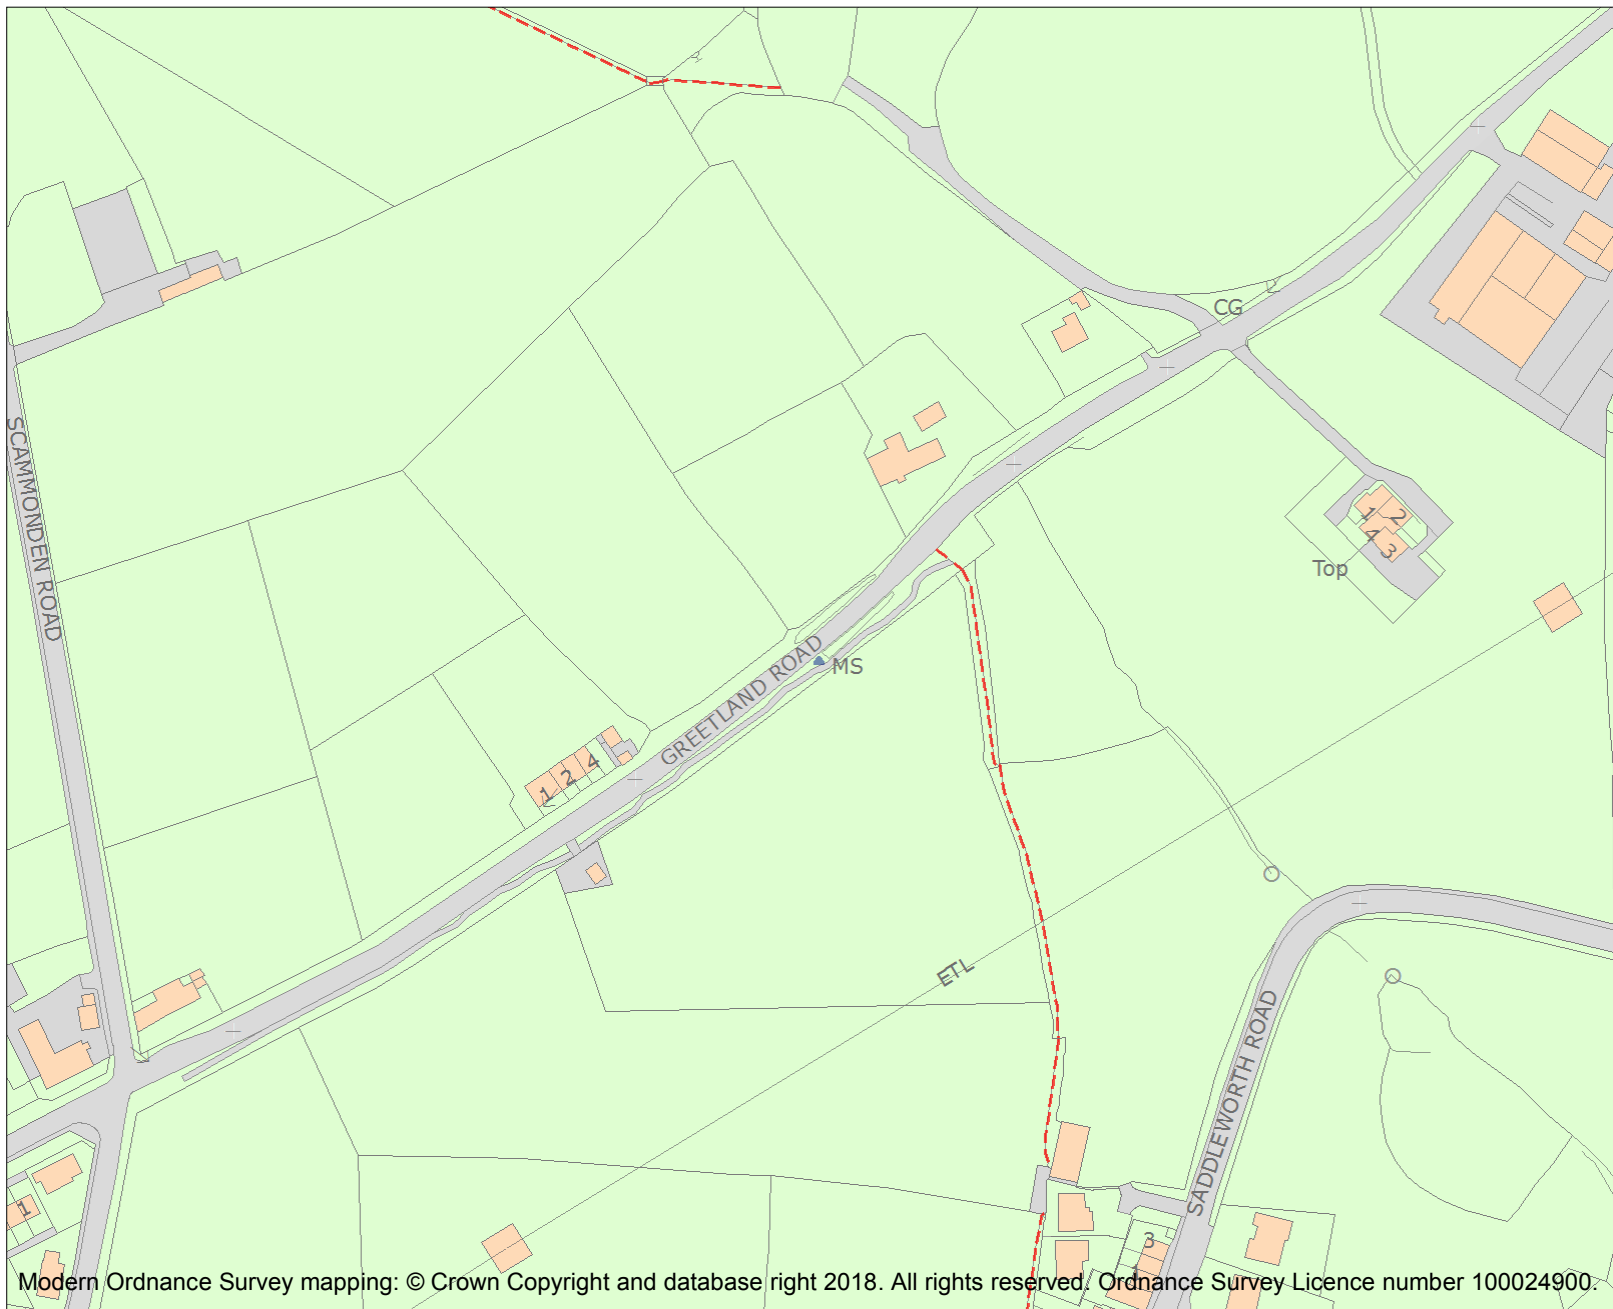 CG
SCAMMONDEN ROAD
1
2
4
3
Top
GREETLAND ROAD
MS
1
2
4
ETL
SADDLEWORTH ROAD
1
3
1
Modern Ordnance Survey mapping: © Crown Copyright and database right 2018. All rights reserved. Ordnance Survey Licence number 100024900.